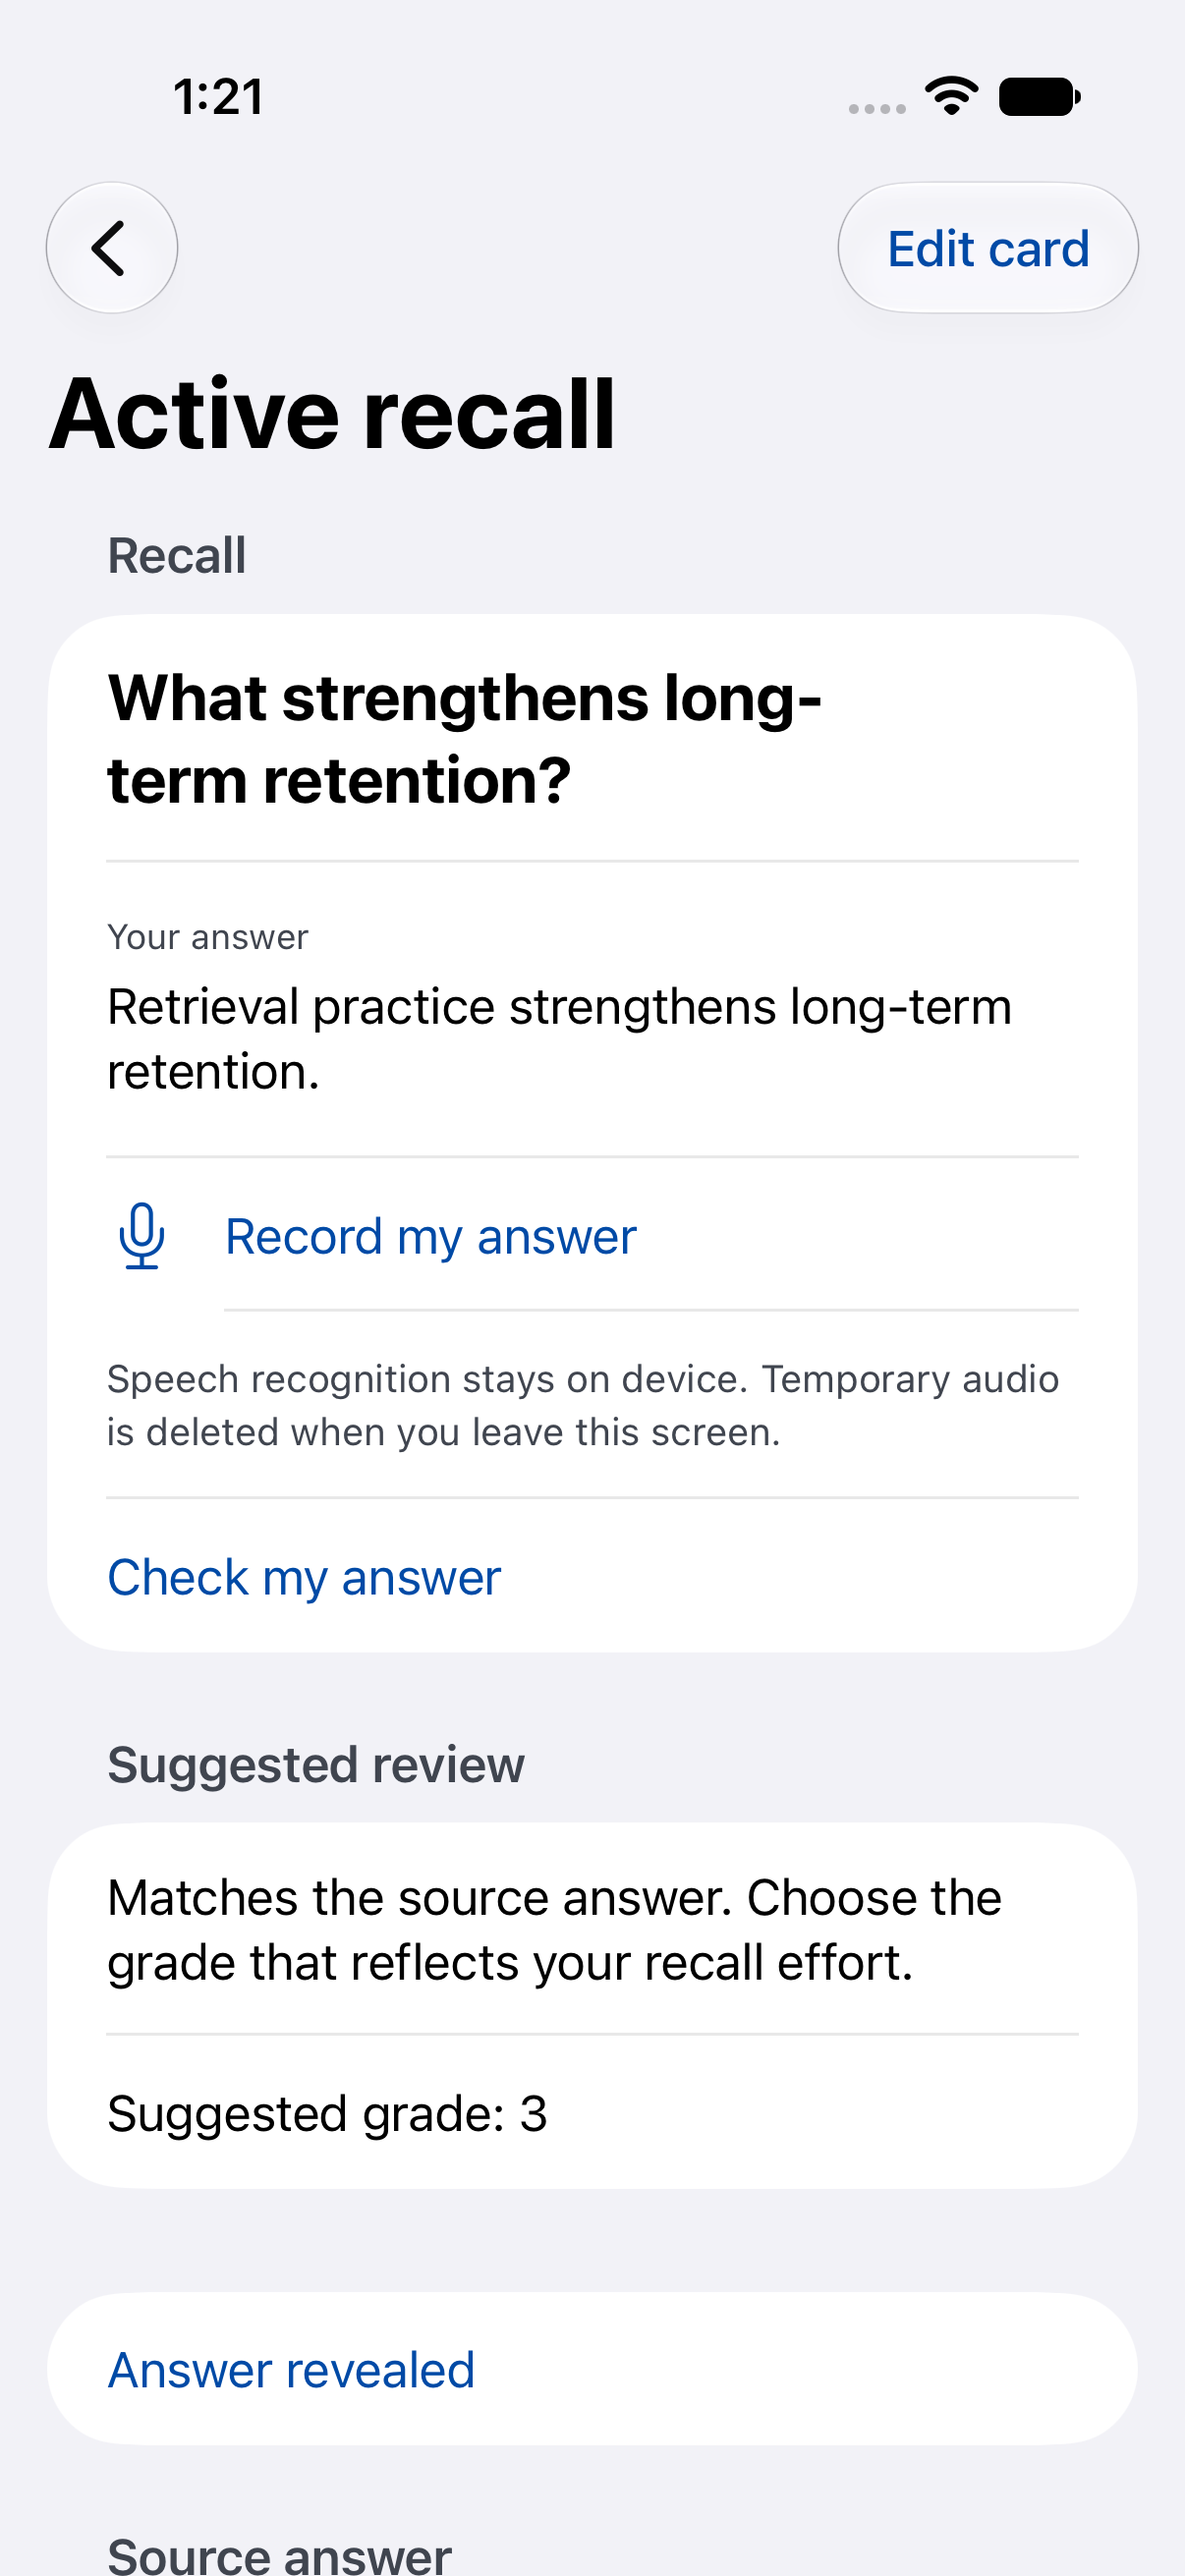 1:21
Edit card
Active recall
Recall
What strengthens long-
term retention?
Your answer
Retrieval practice strengthens long-term
retention.
Record my answer
Speech recognition stays on device. Temporary audio
is deleted when you leave this screen.
Check my answer
Suggested review
Matches the source answer. Choose the
grade that reflects your recall effort.
Suggested grade: 3
Answer revealed
Source answer